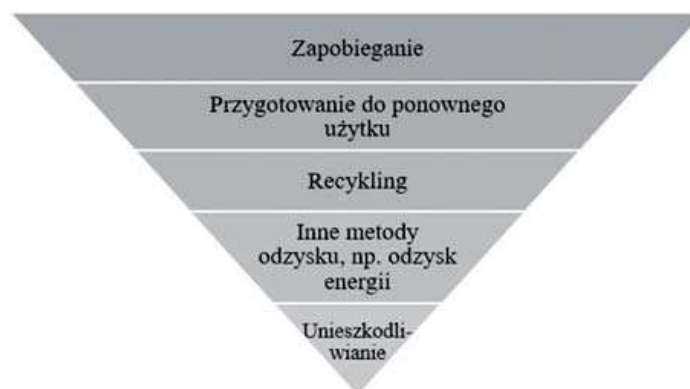 Zapobieganie
Przygotowanie do ponownego
użytku
Recykling
Inne metody
odzysku, np. odzysk
energii
Unieszkodli-
wianie